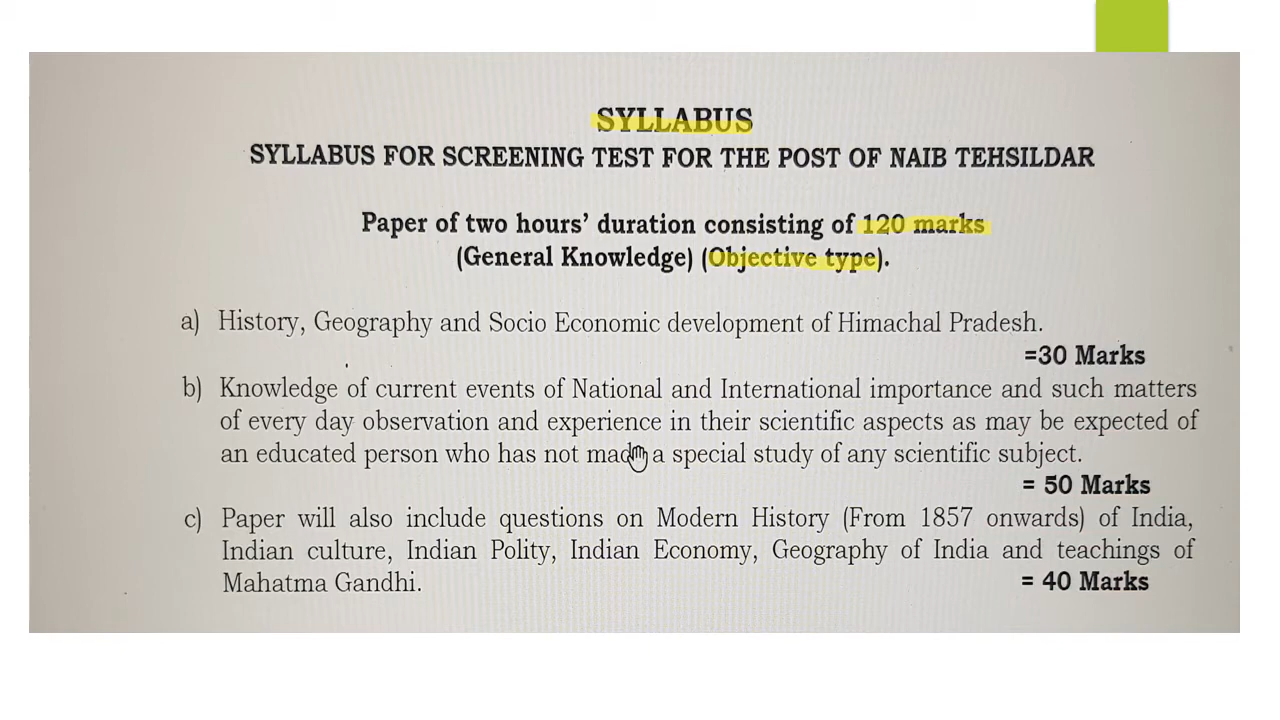 SYLLABUS
SYLLABUS FOR SCREENING TEST FOR THE POST OF NAIB TEHSILDAR
Paper of two hours’ duration consisting of 120 marks
(General Knowledge) (Objective type).
a) History, Geography and Socio Economic development of Himachal Pradesh.
=30 Marks
b) Knowledge of current events of National and International importance and such matters
of every day observation and experience in their scientific aspects as may be expected of
an educated person who has not made a special study of any scientific subject.
= 50 Marks
c) Paper will also include questions on Modern History (From 1857 onwards) of India,
Indian culture, Indian Polity, Indian Economy, Geography of India and teachings of
Mahatma Gandhi. = 40 Marks